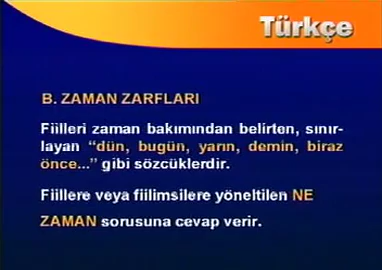 Türkçe
B. ZAMAN ZARFLARI
Fiilleri zaman bakımından belirten, sınır-
layan “dün, bugün, yarın, demin, biraz
önce...” gibi sözcüklerdir.
Fiillere veya fiilimsilere yöneltilen NE
ZAMAN sorusuna cevap verir.